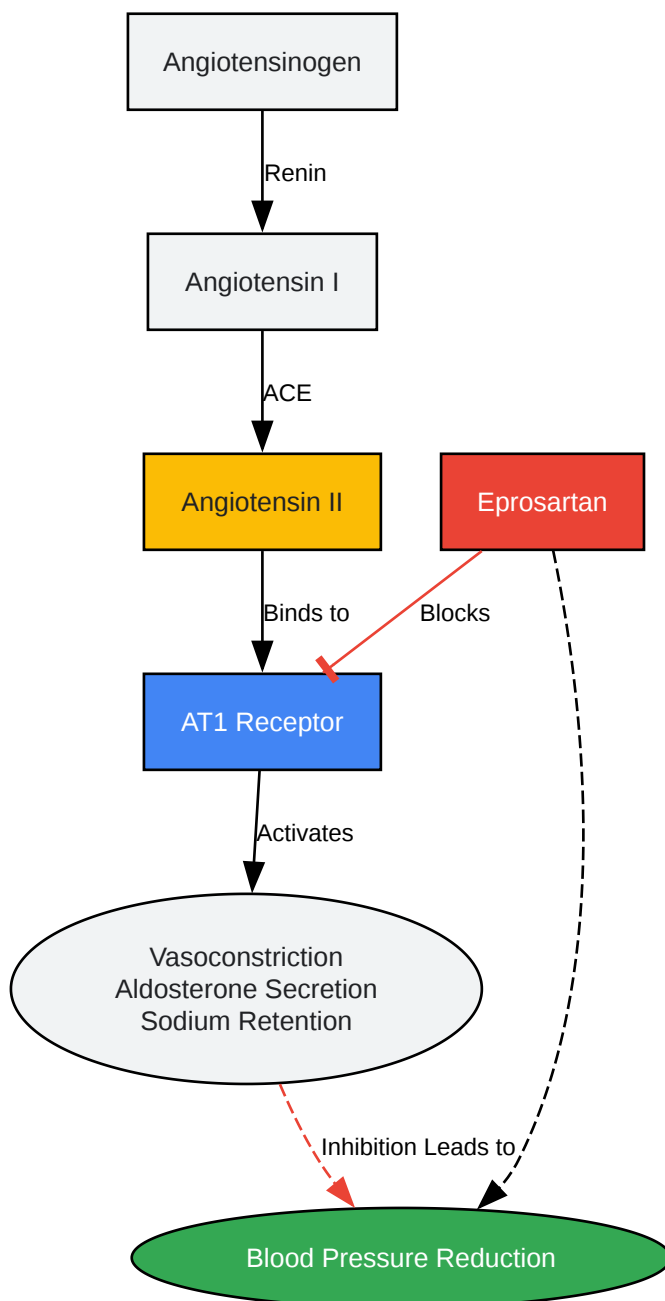 Angiotensinogen
Renin
Angiotensin I
ACE
Angiotensin II
Eprosartan
Binds to
Blocks
AT1 Receptor
Activates
Vasoconstriction
Aldosterone Secretion
Sodium Retention
Inhibition Leads to
Blood Pressure Reduction